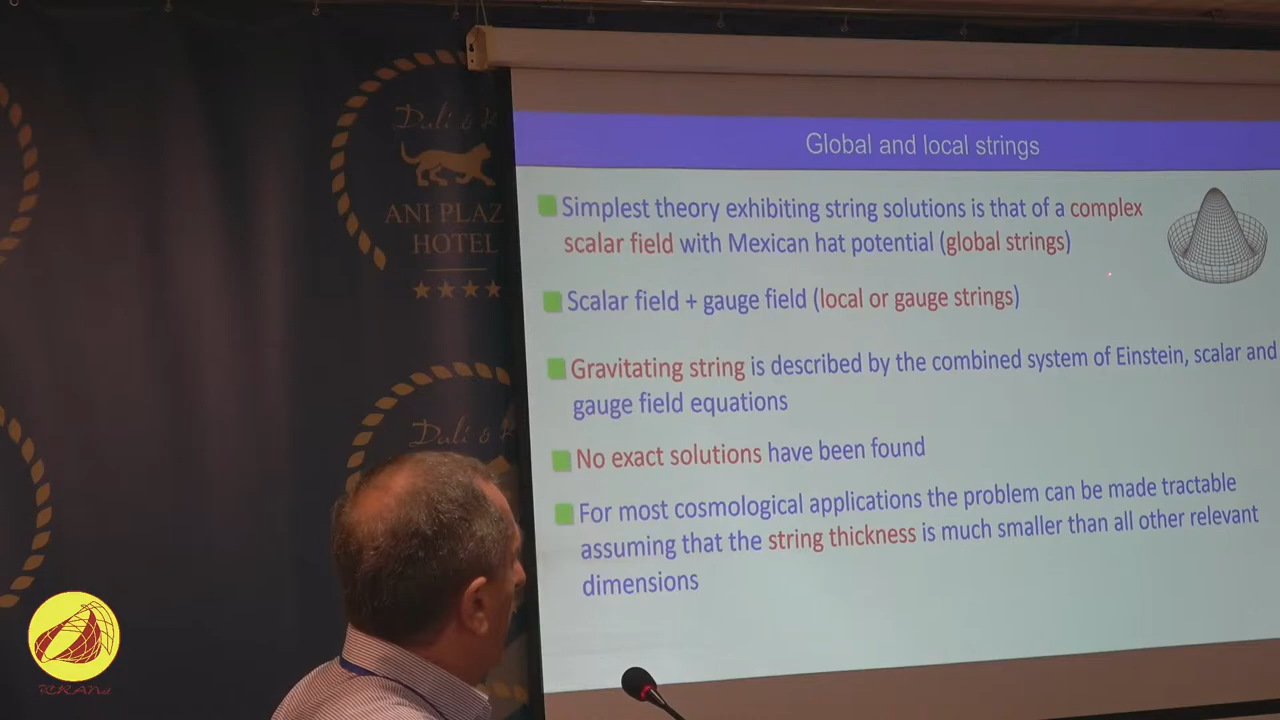 Global and local strings
Simplest theory exhibiting string solutions is that of a complex
scalar field with Mexican hat potential (global strings)
Scalar field + gauge field (local or gauge strings)
Gravitating string is described by the combined system of Einstein, scalar and
gauge field equations
No exact solutions have been found
For most cosmological applications the problem can be made tractable
assuming that the string thickness is much smaller than all other relevant
dimensions
Dali &
ANI PLAZ
HOTEL
Dali &